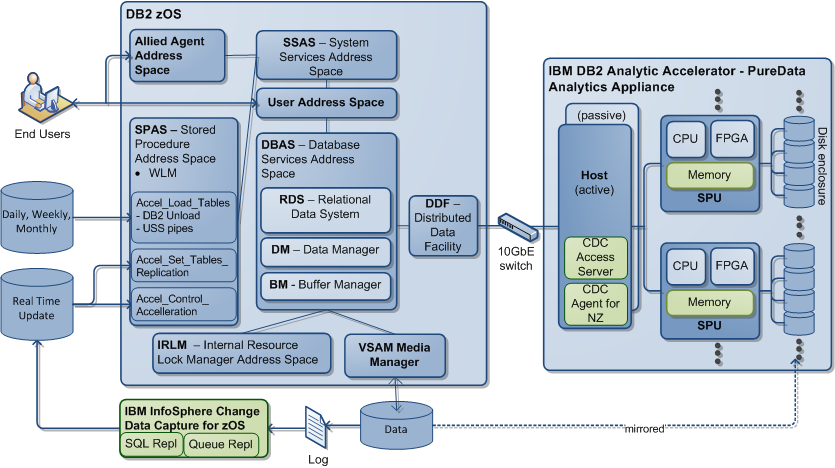 DB2 zOS
Allied Agent
Address
Space
SSAS – System
Services Address
Space
User Address Space
End Users
SPAS – Stored
Procedure
Address Space
• WLM
Accel_Load_Tables
- DB2 Unload
- USS pipes
Accel_Set_Tables_
Replication
Accel_Control_
Accelleration
DBAS – Database
Services Address
Space
RDS – Relational
Data System
DM – Data Manager
BM - Buffer Manager
DDF –
Distributed
Data
Facility
IRLM – Internal Resource
Lock Manager Address Space
VSAM Media
Manager
Daily, Weekly,
Monthly
Real Time
Update
IBM InfoSphere Change
Data Capture for zOS
SQL Repl
Queue Repl
Log
Data
mirrored
10GbE
switch
IBM DB2 Analytic Accelerator - PureData
Analytics Appliance
(passive)
Host
(active)
CDC
Access
Server
CDC
Agent for
NZ
CPU
FPGA
Memory
SPU
CPU
FPGA
Memory
SPU
Disk enclosure